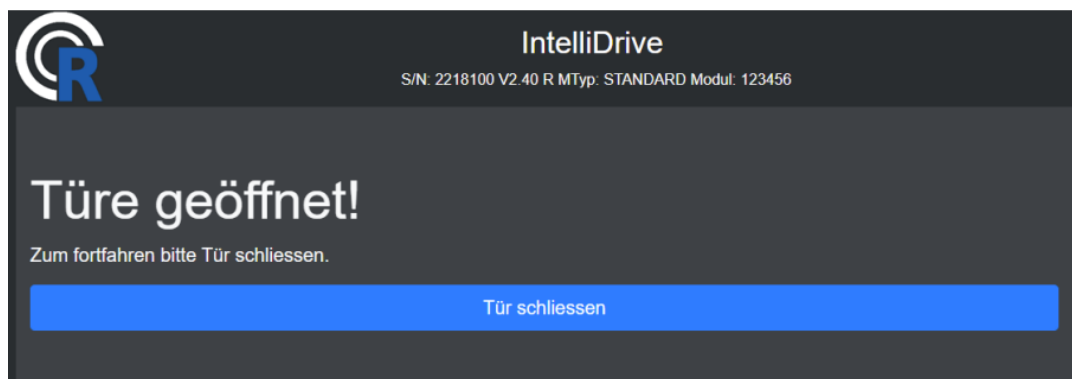 IntelliDrive
S/N: 2218100 V2.40 R MTyp: STANDARD Modul: 123456
R
Türe geöffnet!
Zum fortfahren bitte Tür schliessen.
Tür schliessen